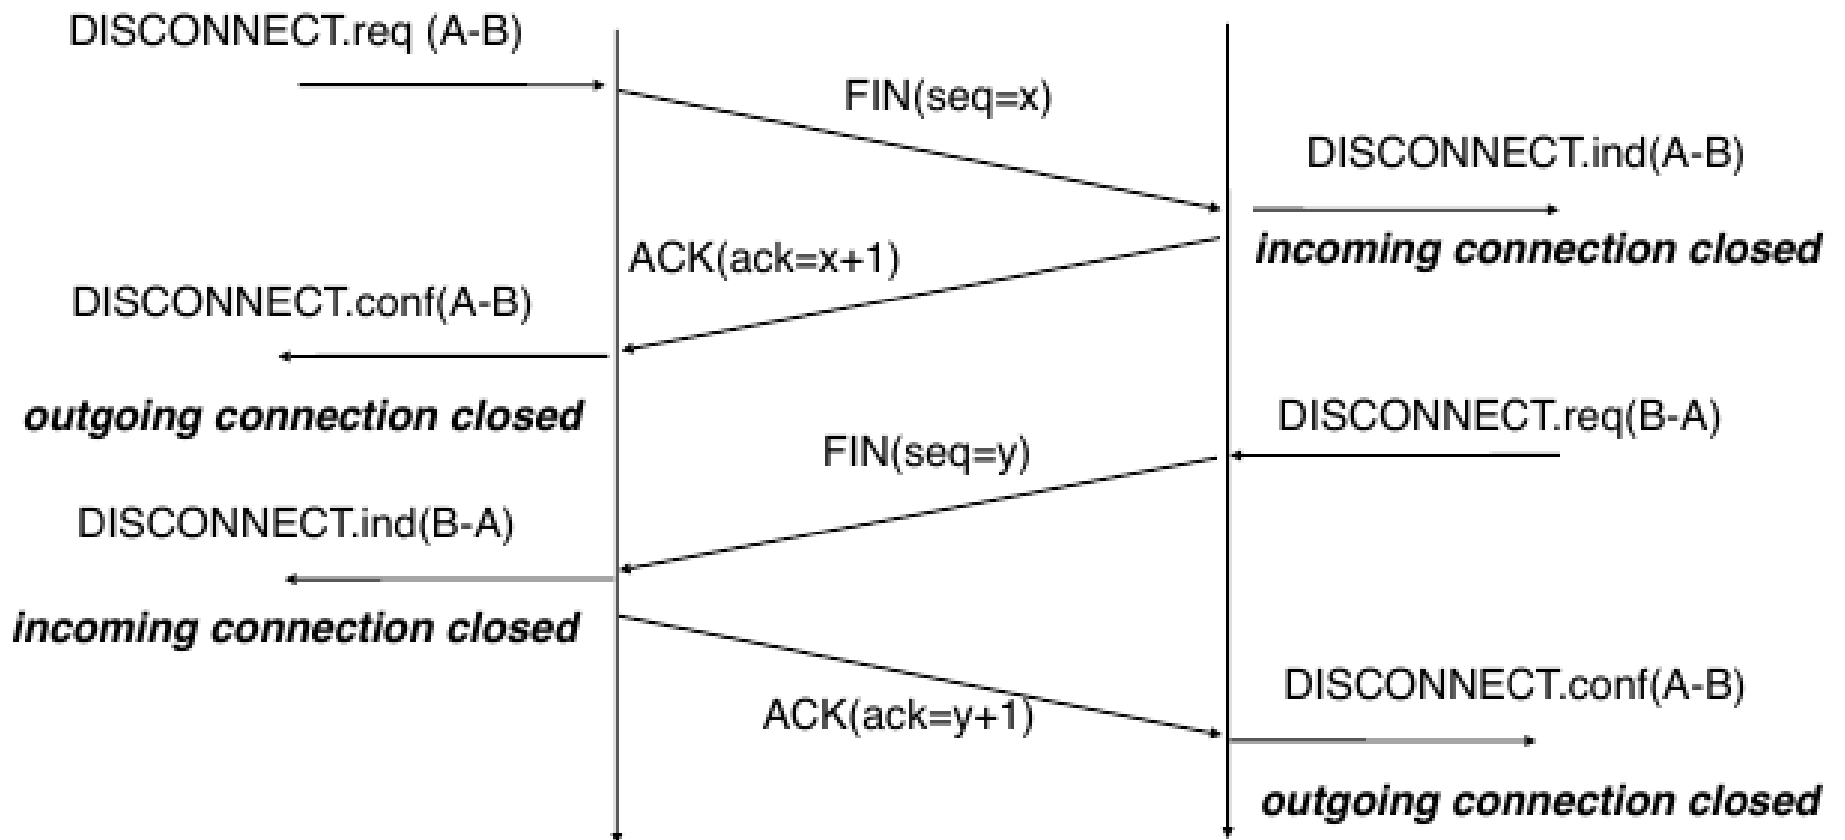 DISCONNECT.req (A-B)
FIN(seq=x)
DISCONNECT.ind(A-B)
incoming connection closed
ACK(ack=x+1)
DISCONNECT.conf(A-B)
outgoing connection closed
DISCONNECT.req(B-A)
FIN(seq=y)
DISCONNECT.ind(B-A)
incoming connection closed
ACK(ack=y+1)
DISCONNECT.conf(A-B)
outgoing connection closed